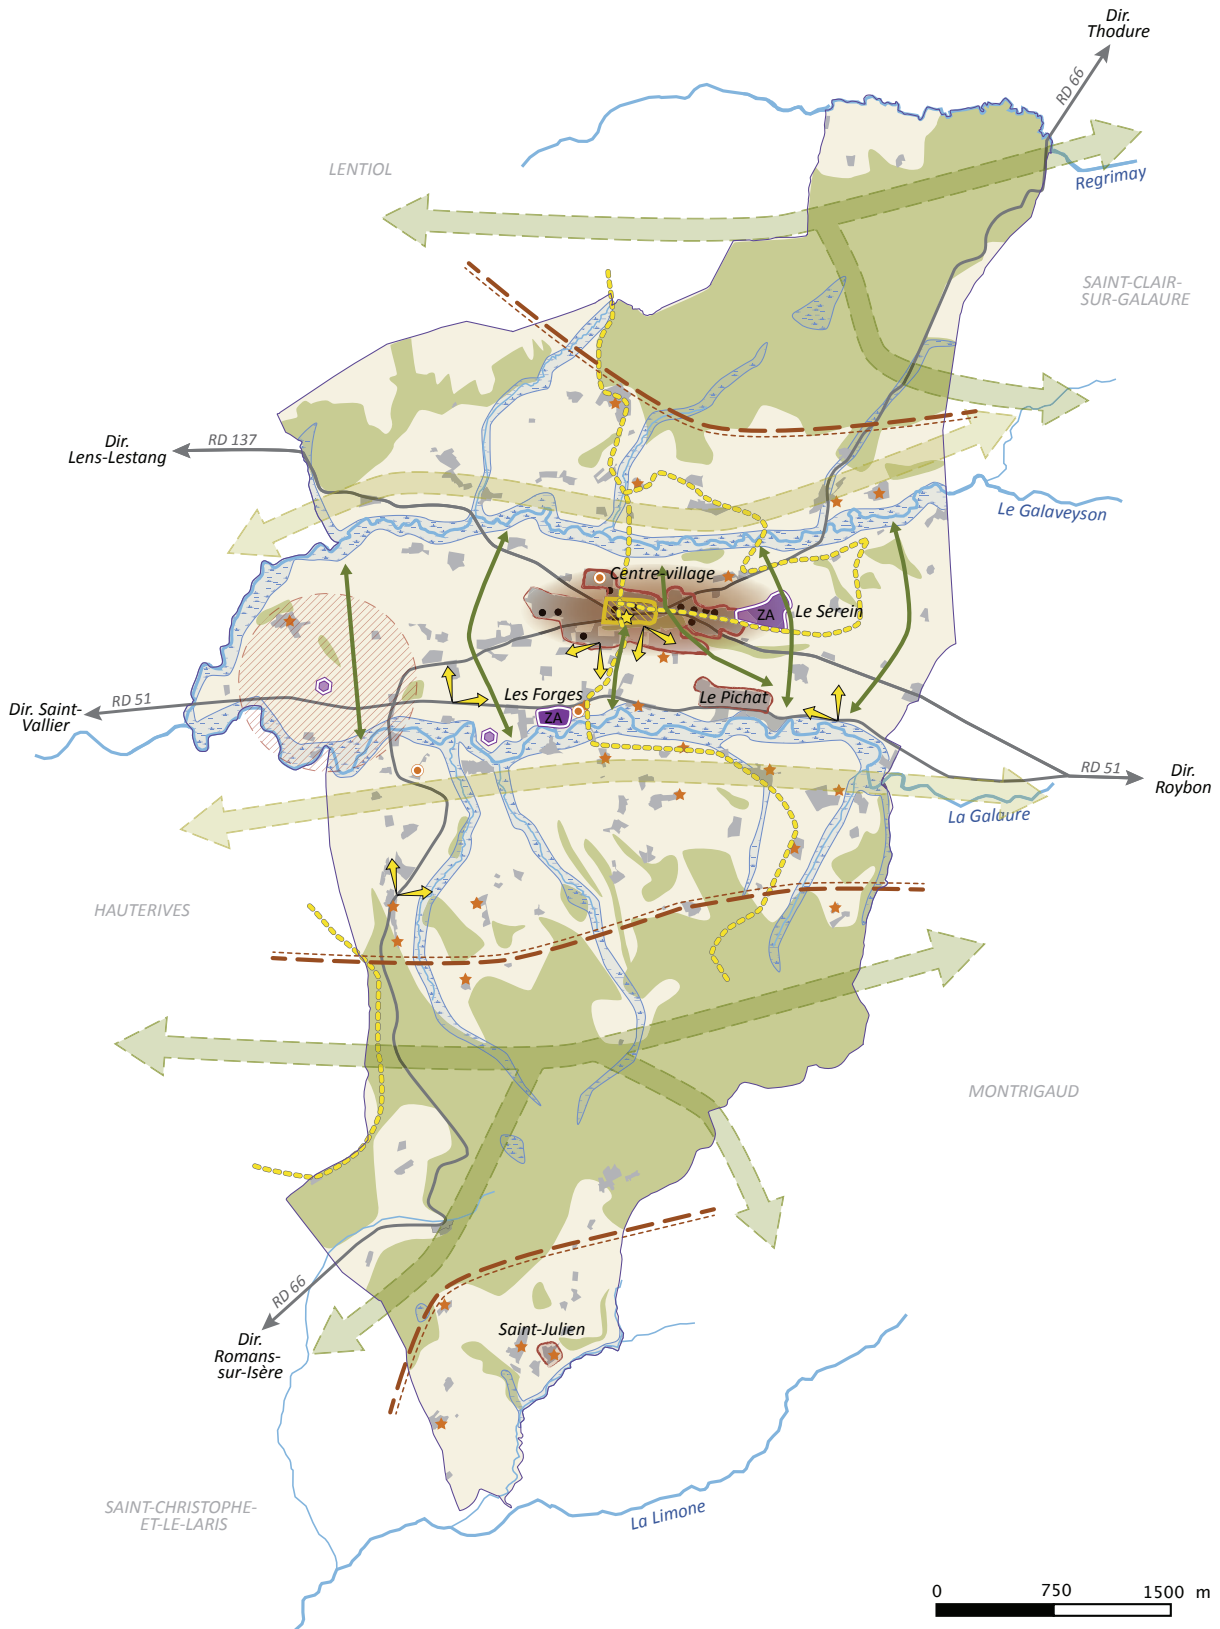 Dir.
Thodure
RD 66
LENTIOL
Regrimay
SAINT-CLAIR-
SUR-GALAURE
Dir.
Lens-Lestang
RD 137
Le Galaveyson
Centre-village
ZA
Le Serein
Les Forges
ZA
Le Pichat
Dir. Saint-
Vallier
RD 51
RD 51
Dir.
Roybon
La Galaure
HAUTERIVES
MONTRIGAUD
RD 66
Dir.
Romans-
sur-Isère
Saint-Julien
SAINT-CHRISTOPHE-
ET-LE-LARIS
La Limone
0 750 1500 m